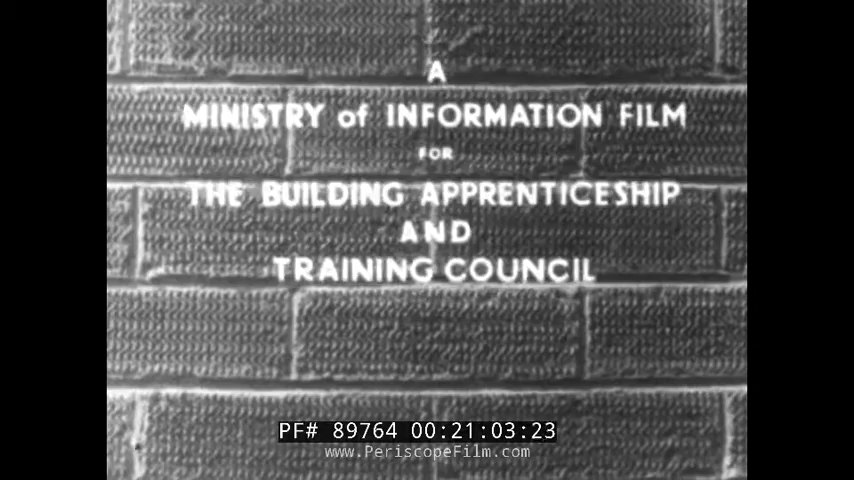 A
MINISTRY of INFORMATION FILM
FOR
THE BUILDING APPRENTICESHIP
AND
TRAINING COUNCIL
PF# 89764 00:21:03:23
www.PeriscopeFilm.com